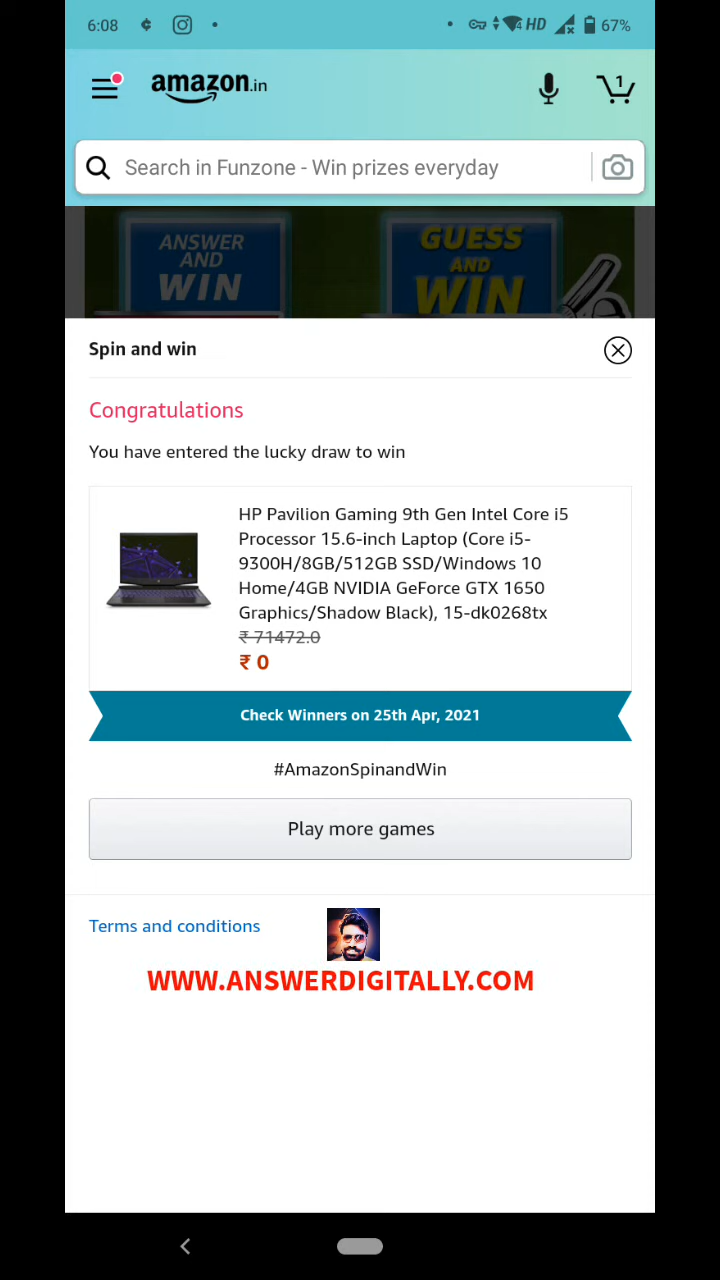 6:08
HD
67%
amazon.in
1
Search in Funzone - Win prizes everyday
ANSWER
AND
WIN
GUESS
AND
WIN
Spin and win
Congratulations
You have entered the lucky draw to win
HP Pavilion Gaming 9th Gen Intel Core i5
Processor 15.6-inch Laptop (Core i5-
9300H/8GB/512GB SSD/Windows 10
Home/4GB NVIDIA GeForce GTX 1650
Graphics/Shadow Black), 15-dk0268tx
₹ 71472.0
₹ 0
Check Winners on 25th Apr, 2021
#AmazonSpinandWin
Play more games
Terms and conditions
WWW.ANSWERDIGITALLY.COM